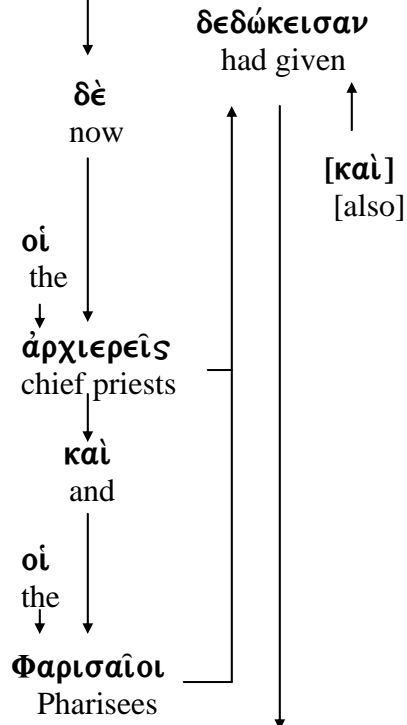 δεδώκεισαν
had given
δὲ
now
[καὶ]
[also]
οἱ
the
ἀρχιερεῖς
chief priests
καὶ
and
οἱ
the
Φαρισαῖοι
Pharisees